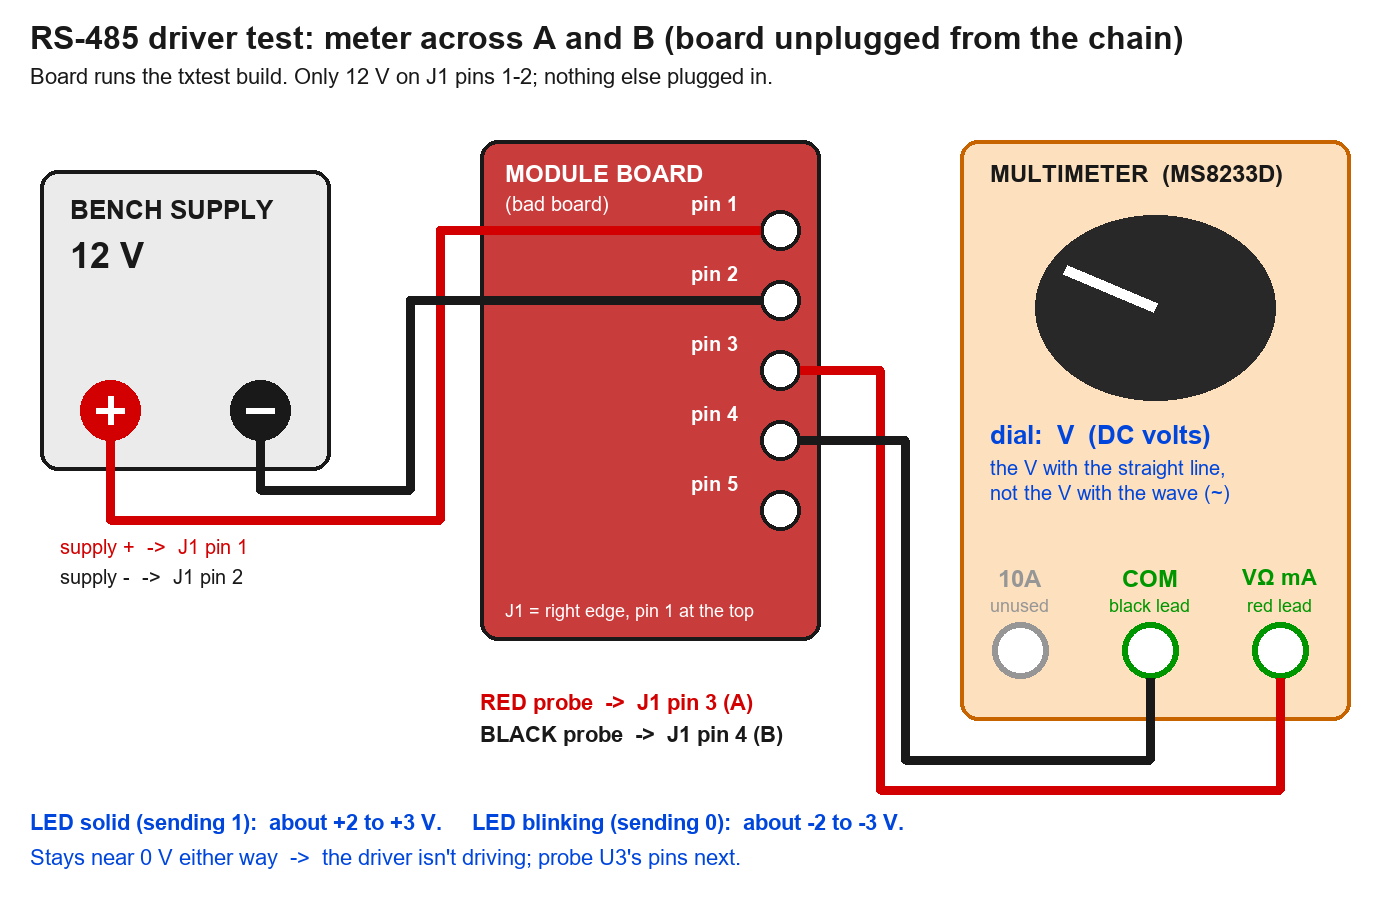 RS-485 driver test: meter across A and B (board unplugged from the chain)
Board runs the txtest build. Only 12 V on J1 pins 1-2; nothing else plugged in.
BENCH SUPPLY
12 V
+
−
supply + -> J1 pin 1
supply - -> J1 pin 2
MODULE BOARD
(bad board)
pin 1
pin 2
pin 3
pin 4
pin 5
J1 = right edge, pin 1 at the top
RED probe -> J1 pin 3 (A)
BLACK probe -> J1 pin 4 (B)
MULTIMETER (MS8233D)
dial: V (DC volts)
the V with the straight line,
not the V with the wave (~)
10A
unused
COM
black lead
VΩ mA
red lead
LED solid (sending 1): about +2 to +3 V. LED blinking (sending 0): about -2 to -3 V.
Stays near 0 V either way -> the driver isn't driving; probe U3's pins next.